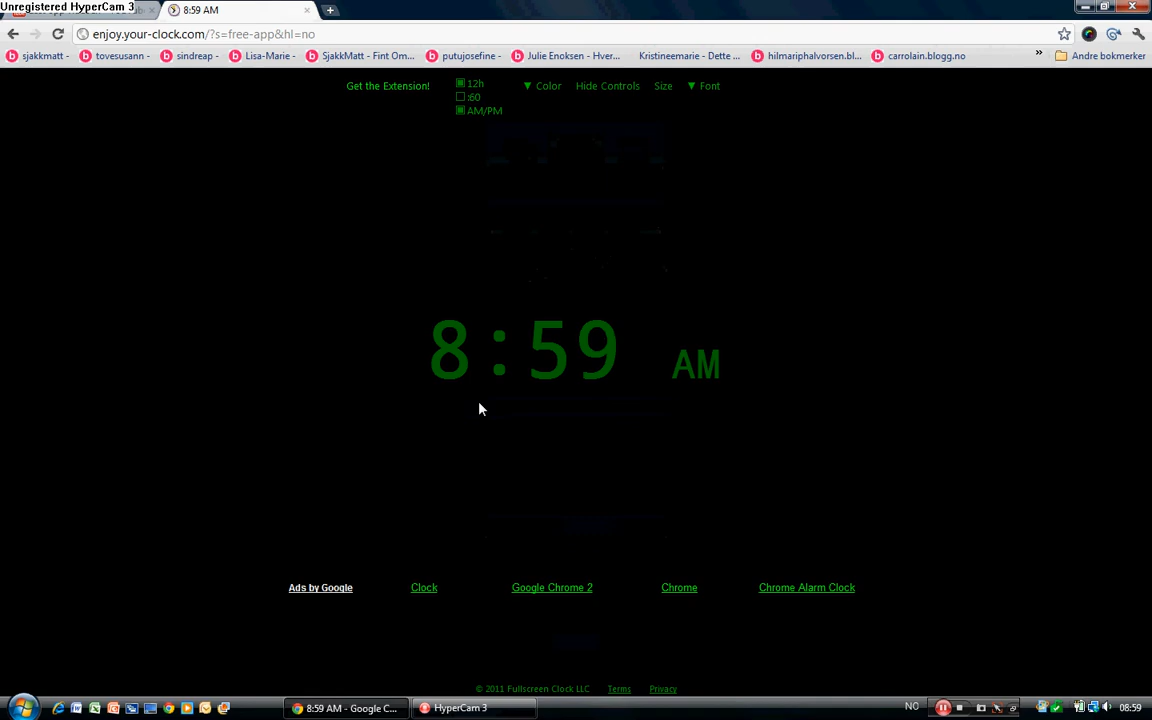 Unregistered HyperCam 3
8:59 AM
enjoy.your-clock.com/?s=free-app&hl=no
sjakkmatt - tovesusann - sindreap - Lisa-Marie - SjakkMatt - Fint Om... putujosefine - Julie Enoksen - Hver... Kristineemarie - Dette ... hilmariphalvorsen.bl... carrolain.blogg.no » Andre bokmerker
Get the Extension! 12h ▼ Color Hide Controls Size ▼ Font
:60
AM/PM
8:59 AM
Ads by Google Clock Google Chrome 2 Chrome Chrome Alarm Clock
© 2011 Fullscreen Clock LLC Terms Privacy
8:59 AM - Google C... HyperCam 3 NO 08:59